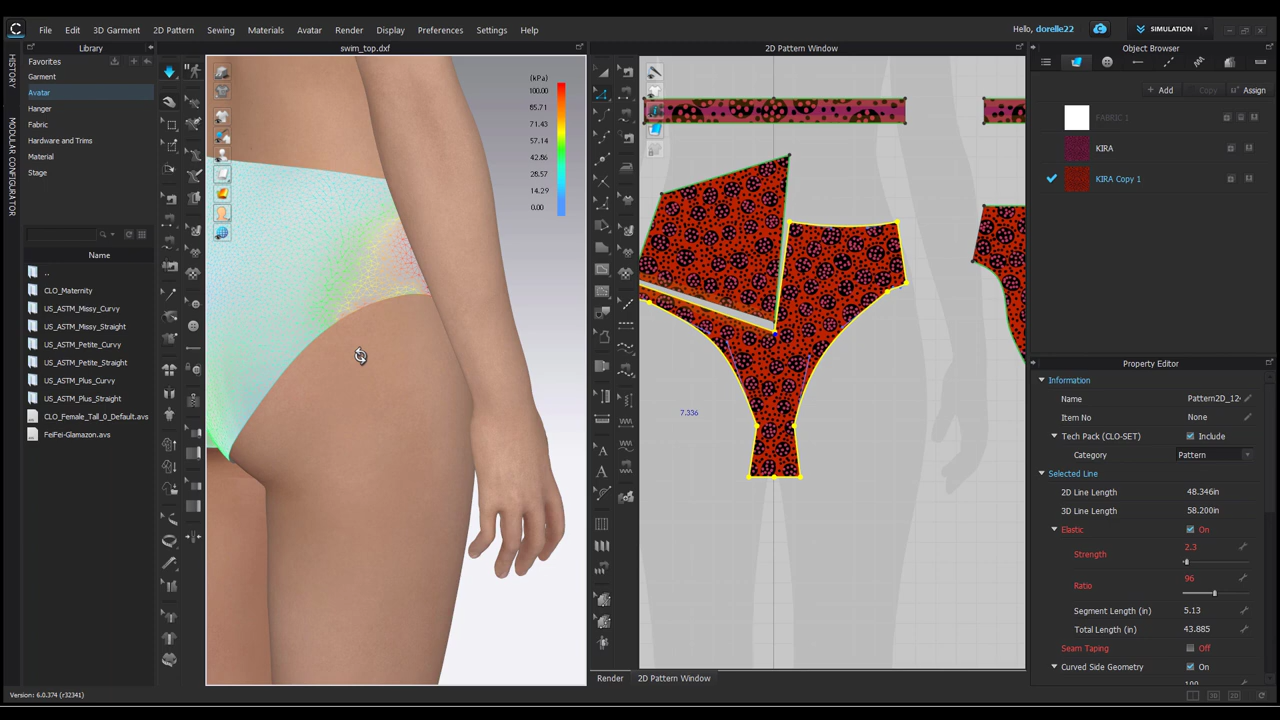 File Edit 3D Garment 2D Pattern Sewing Materials Avatar Render Display Preferences Settings Help
Hello, dorelle22
SIMULATION
HISTORY
MODULAR CONFIGURATOR
Library
Favorites
Garment
Avatar
Hanger
Fabric
Hardware and Trims
Material
Stage
Name
..
CLO_Maternity
US_ASTM_Missy_Curvy
US_ASTM_Missy_Straight
US_ASTM_Petite_Curvy
US_ASTM_Petite_Straight
US_ASTM_Plus_Curvy
US_ASTM_Plus_Straight
CLO_Female_Tall_0_Default.avs
FeiFei-Glamazon.avs
Version: 6.0.374 (r32341)
swim_top.dxf
(kPa)
100.00
85.71
71.43
57.14
42.86
28.57
14.29
0.00
2D Pattern Window
7.336
Render 2D Pattern Window
Object Browser
+ Add Copy Assign
FABRIC 1
KIRA
KIRA Copy 1
Property Editor
Information
Name Pattern2D_12
Item No None
Tech Pack (CLO-SET) Include
Category Pattern
Selected Line
2D Line Length 48.346in
3D Line Length 58.200in
Elastic On
Strength 2.3
Ratio 96
Segment Length (in) 5.13
Total Length (in) 43.885
Seam Taping Off
Curved Side Geometry On